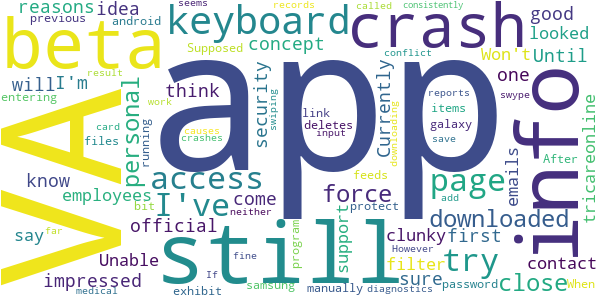 reasons
idea
android
previous
keyboard
Supposed
seems
records
called
consistently
crash
Won't
looked
good
conflict
Until
beta
concept
will
I'm
think
security
link
Currently
one
reports
swype
result
entering
work
personal
deletes
input
swiping
items
galaxy
save
card
files
running
causes
crashes
downloading
app
info
VA
access
page
emails
tricareonline
know
employees
I've
come
neither
force
feeds
protect
add
After
bit
far
say
official
program
support
downloaded
clunky
first
Unable
still
However
try
contact
impressed
If
fine
manually
filter
sure
password
close
When
medical
exhibit
samsung
diagnostics